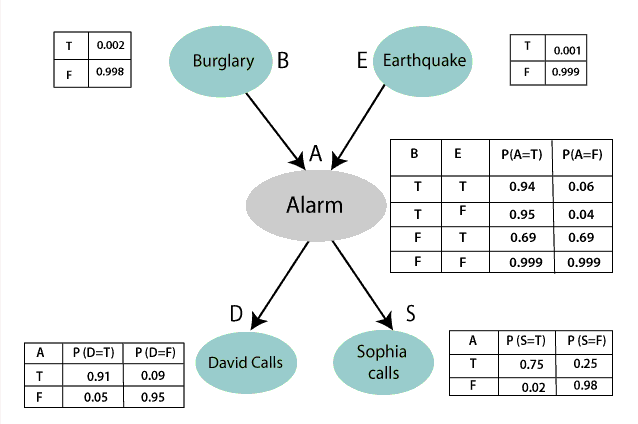 T 0.002
F 0.998
Burglary B
E Earthquake
T 0.001
F 0.999
A
Alarm
B E P(A=T) P(A=F)
T T 0.94 0.06
T F 0.95 0.04
F T 0.69 0.69
F F 0.999 0.999
D
S
A P (D=T) P (D=F)
T 0.91 0.09
F 0.05 0.95
David Calls
Sophia
calls
A P (S=T) P (S=F)
T 0.75 0.25
F 0.02 0.98